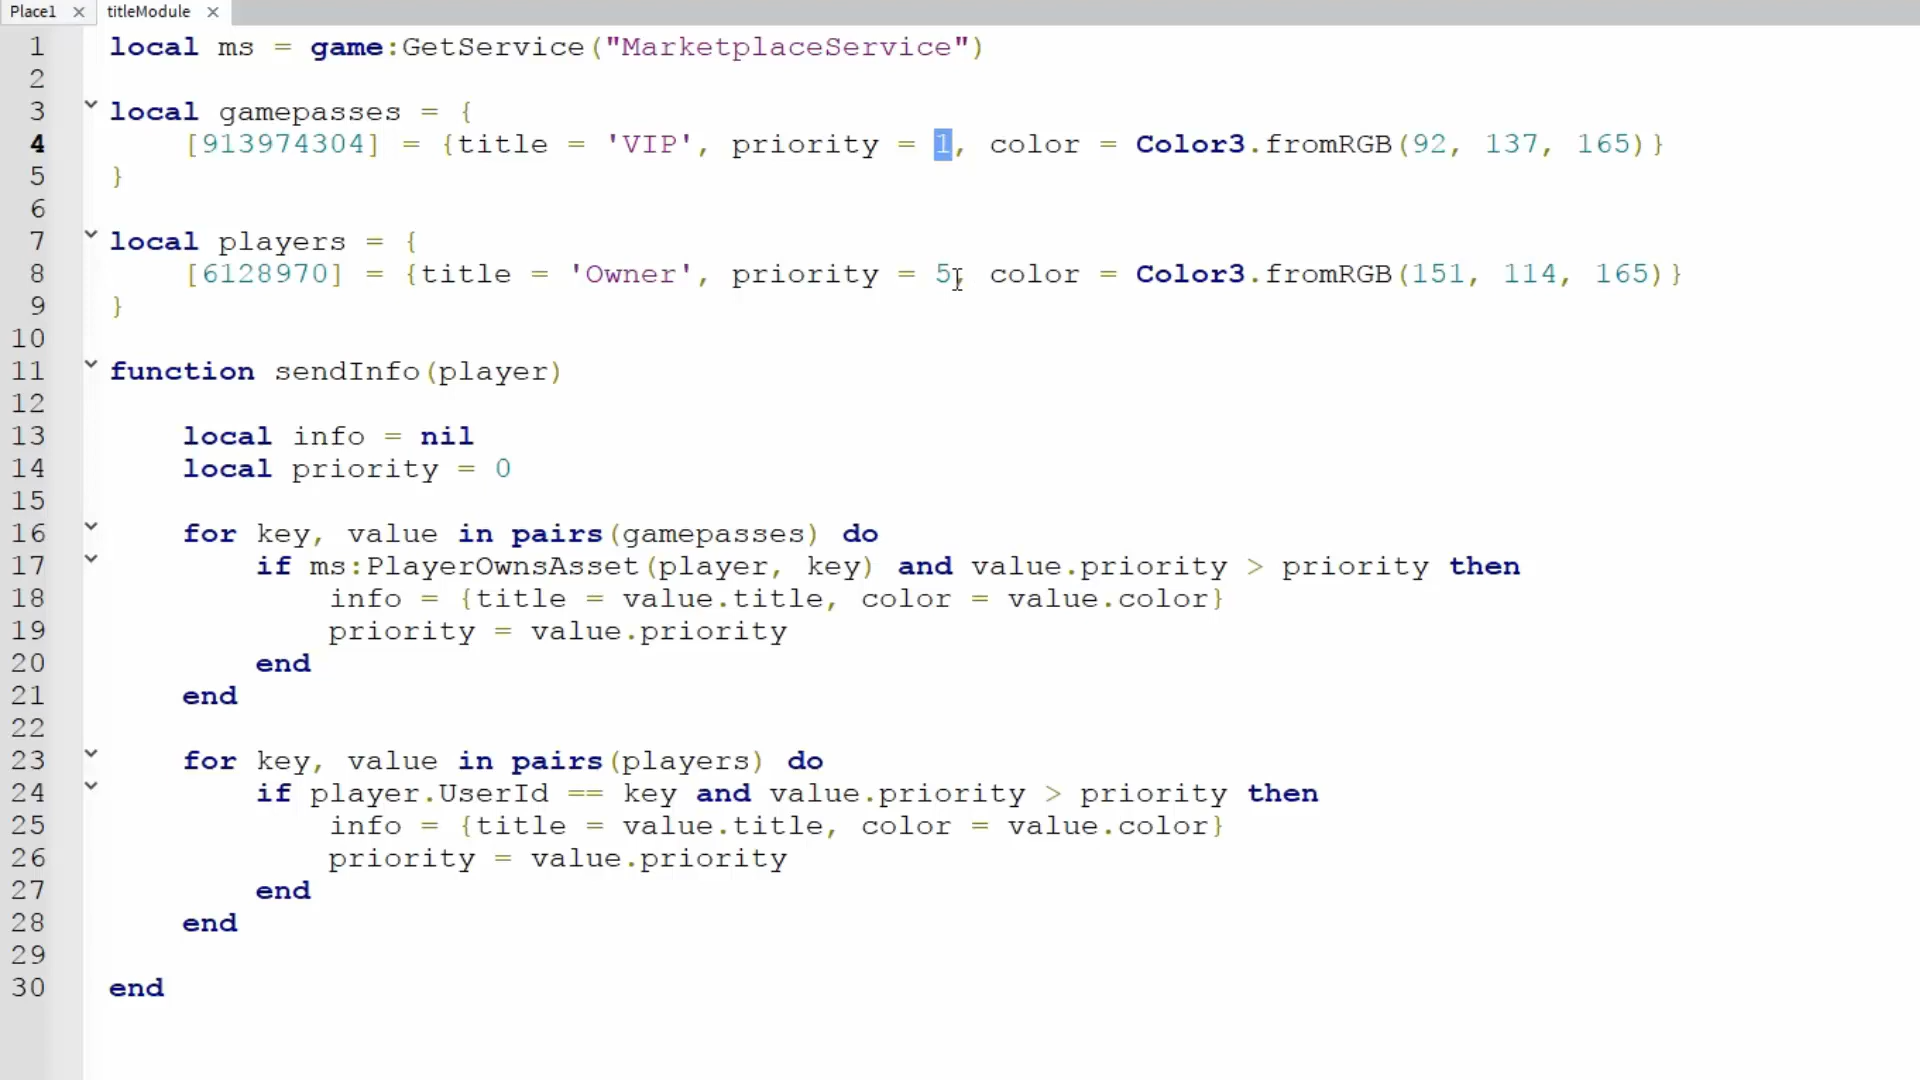 Place1 × titleModule ×
1 local ms = game:GetService("MarketplaceService")
2
3 local gamepasses = {
4 [913974304] = {title = 'VIP', priority = 1, color = Color3.fromRGB(92, 137, 165)}
5 }
6
7 local players = {
8 [6128970] = {title = 'Owner', priority = 5, color = Color3.fromRGB(151, 114, 165)}
9 }
10
11 function sendInfo(player)
12
13 local info = nil
14 local priority = 0
15
16 for key, value in pairs(gamepasses) do
17 if ms:PlayerOwnsAsset(player, key) and value.priority > priority then
18 info = {title = value.title, color = value.color}
19 priority = value.priority
20 end
21 end
22
23 for key, value in pairs(players) do
24 if player.UserId == key and value.priority > priority then
25 info = {title = value.title, color = value.color}
26 priority = value.priority
27 end
28 end
29
30 end